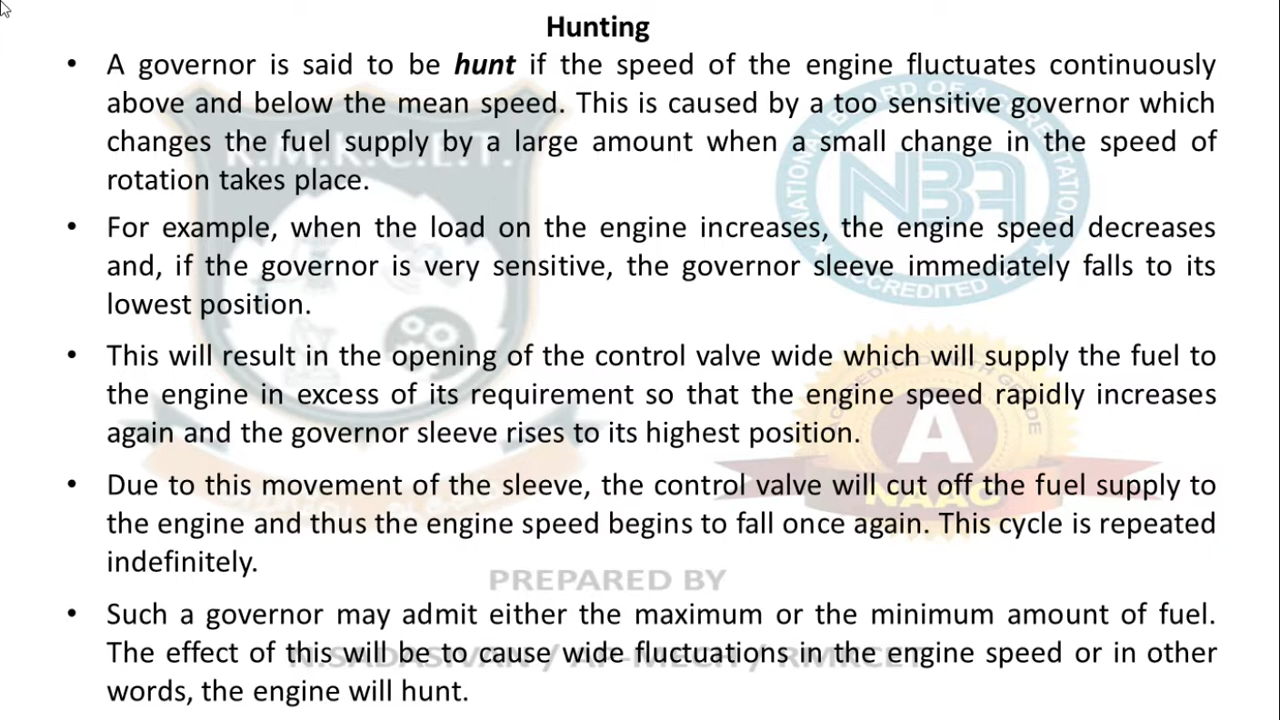 Hunting
• A governor is said to be hunt if the speed of the engine fluctuates continuously
above and below the mean speed. This is caused by a too sensitive governor which
changes the fuel supply by a large amount when a small change in the speed of
rotation takes place.
• For example, when the load on the engine increases, the engine speed decreases
and, if the governor is very sensitive, the governor sleeve immediately falls to its
lowest position.
• This will result in the opening of the control valve wide which will supply the fuel to
the engine in excess of its requirement so that the engine speed rapidly increases
again and the governor sleeve rises to its highest position.
• Due to this movement of the sleeve, the control valve will cut off the fuel supply to
the engine and thus the engine speed begins to fall once again. This cycle is repeated
indefinitely.
PREPARED BY
• Such a governor may admit either the maximum or the minimum amount of fuel.
The effect of this will be to cause wide fluctuations in the engine speed or in other
words, the engine will hunt.
R.M.K.C.E.T.
NATIONAL BOARD OF ACCREDITATION
NBA
ACCREDITED
A
NAAC